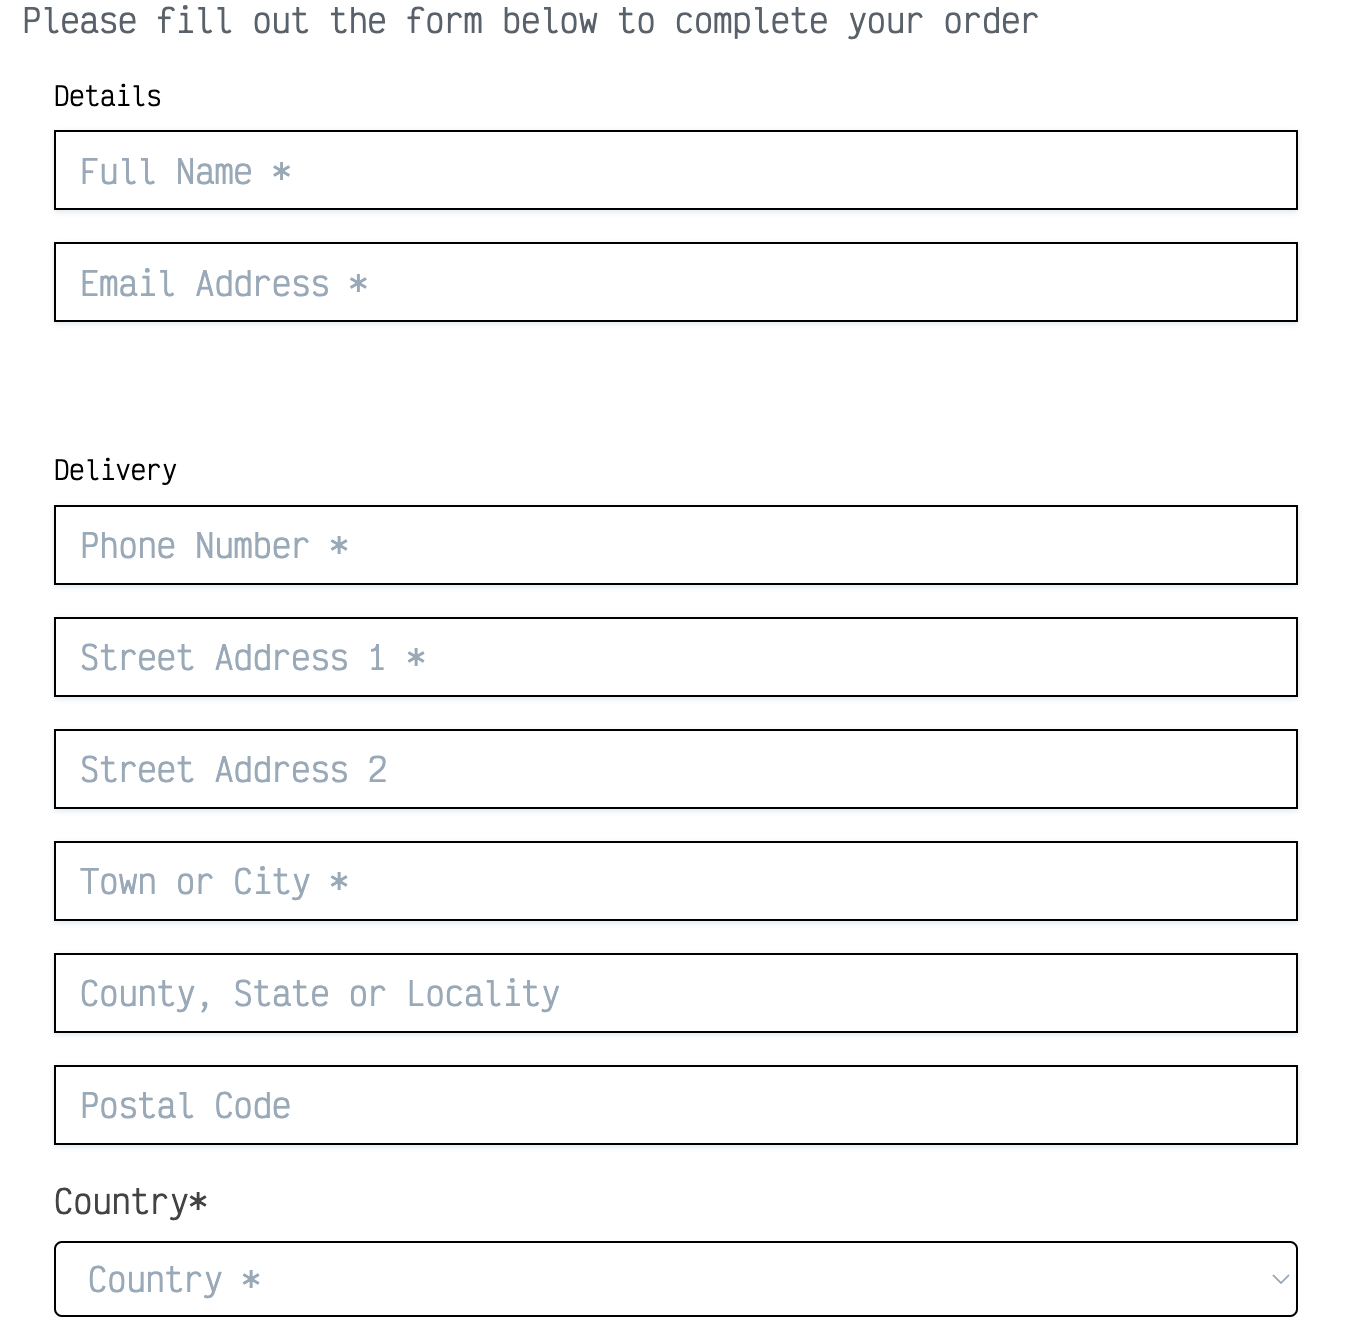 Please fill out the form below to complete your order
Details
Full Name *
Email Address *
Delivery
Phone Number *
Street Address 1 *
Street Address 2
Town or City *
County, State or Locality
Postal Code
Country*
Country *